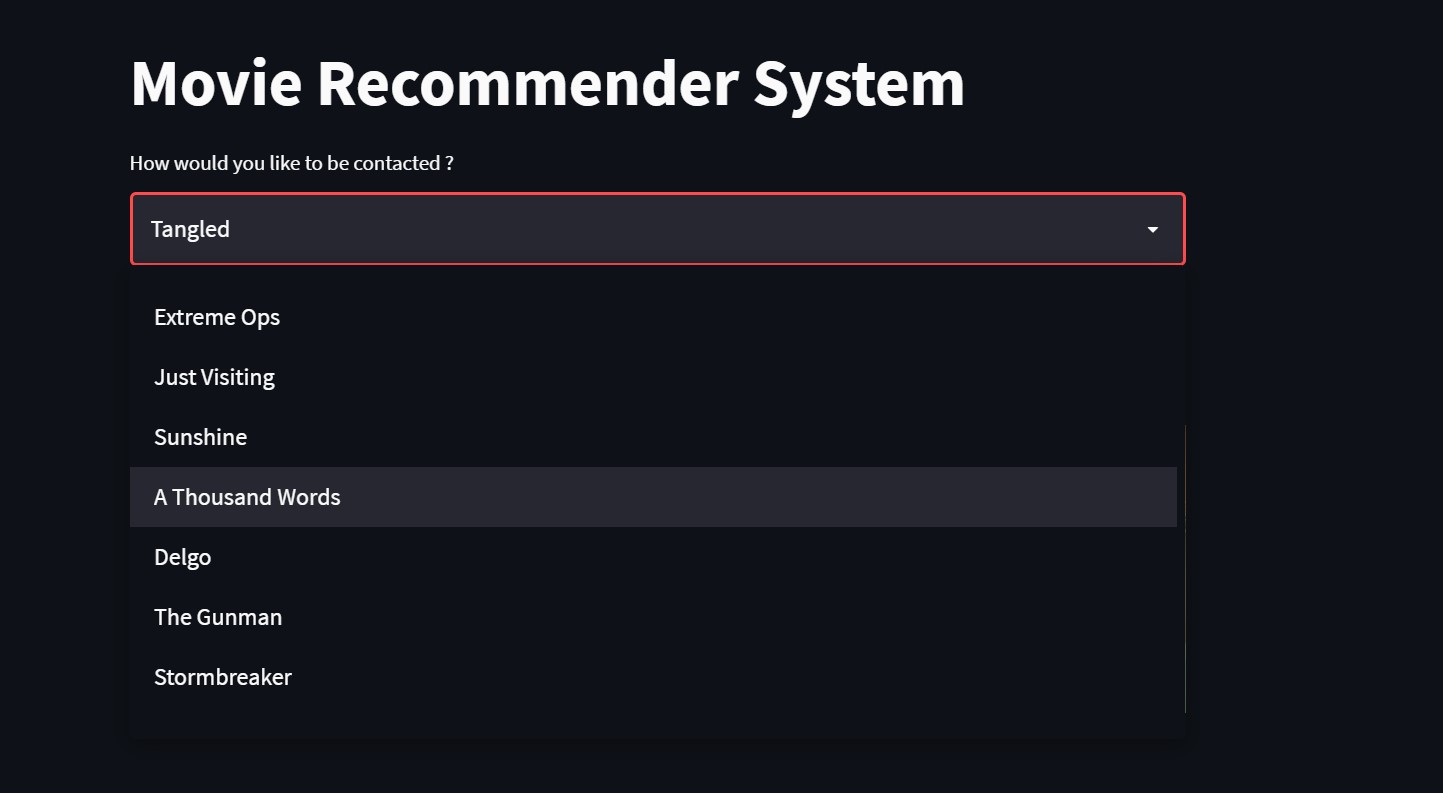 Movie Recommender System
How would you like to be contacted ?
Tangled
Extreme Ops
Just Visiting
Sunshine
A Thousand Words
Delgo
The Gunman
Stormbreaker